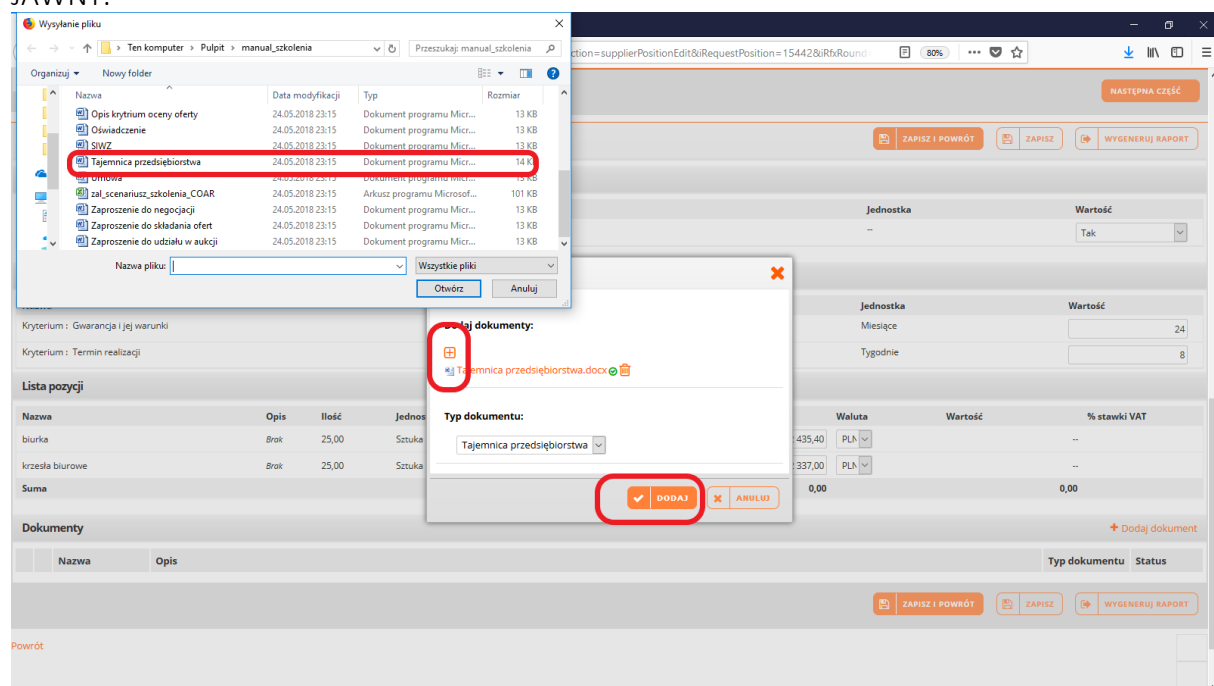 JAWNY.
Wysyłanie pliku
Ten komputer > Pulpit > manual_szkolenia
Przeszukaj: manual_szkolenia
ction=supplierPositionEdit&iRequestPosition=15442&iRfxRound
80%
Organizuj
Nowy folder
Nazwa Data modyfikacji Typ Rozmiar
Opis krytrium oceny oferty 24.05.2018 23:15 Dokument programu Micr... 13 KB
Oświadczenie 24.05.2018 23:15 Dokument programu Micr... 13 KB
SIWZ 24.05.2018 23:15 Dokument programu Micr... 13 KB
Tajemnica przedsiębiorstwa 24.05.2018 23:15 Dokument programu Micr... 14 KB
Umowa 24.05.2018 23:15 Dokument programu Micr... 13 KB
zal_scenariusz_szkolenia_COAR 24.05.2018 23:15 Arkusz programu Microsof... 101 KB
Zaproszenie do negocjacji 24.05.2018 23:15 Dokument programu Micr... 13 KB
Zaproszenie do składania ofert 24.05.2018 23:15 Dokument programu Micr... 13 KB
Zaproszenie do udziału w aukcji 24.05.2018 23:15 Dokument programu Micr... 13 KB
Nazwa pliku:
Wszystkie pliki
Otwórz Anuluj
NASTĘPNA CZĘŚĆ
ZAPISZ I POWRÓT ZAPISZ WYGENERUJ RAPORT
Jednostka Wartość
-- Tak
Jednostka Wartość
Kryterium : Gwarancja i jej warunki Miesiące 24
Kryterium : Termin realizacji Tygodnie 8
Dodaj dokumenty:
Tajemnica przedsiębiorstwa.docx
Typ dokumentu:
Tajemnica przedsiębiorstwa
DODAJ ANULUJ
Lista pozycji
Nazwa Opis Ilość Jednos Waluta Wartość % stawki VAT
biurka Brak 25,00 Sztuka 435,40 PLN --
krzesła biurowe Brak 25,00 Sztuka 337,00 PLN --
Suma 0,00 0,00
Dokumenty + Dodaj dokument
Nazwa Opis Typ dokumentu Status
ZAPISZ I POWRÓT ZAPISZ WYGENERUJ RAPORT
Powrót